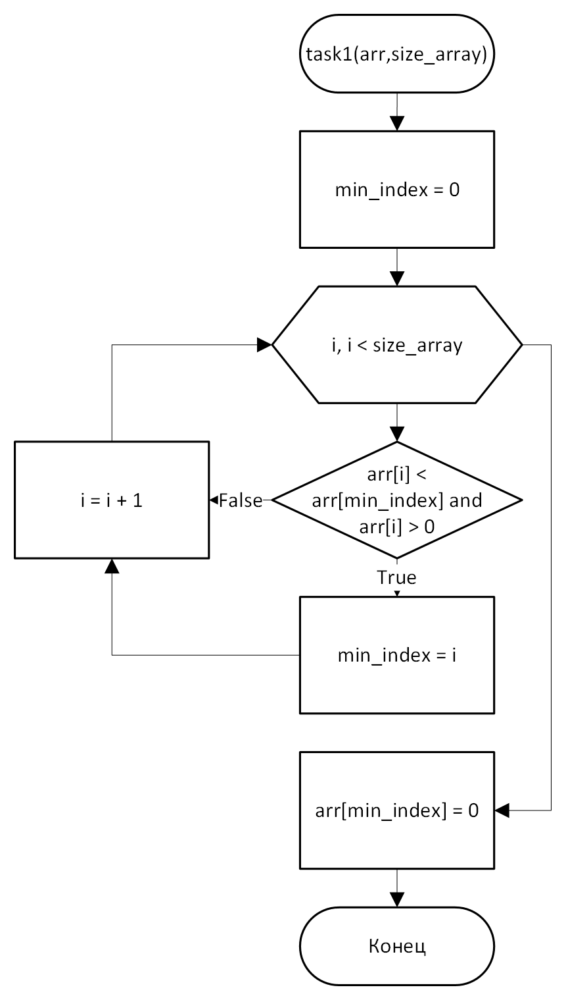 task1(arr,size_array)
min_index = 0
i, i < size_array
arr[i] <
arr[min_index] and
arr[i] > 0
False
i = i + 1
True
min_index = i
arr[min_index] = 0
Конец